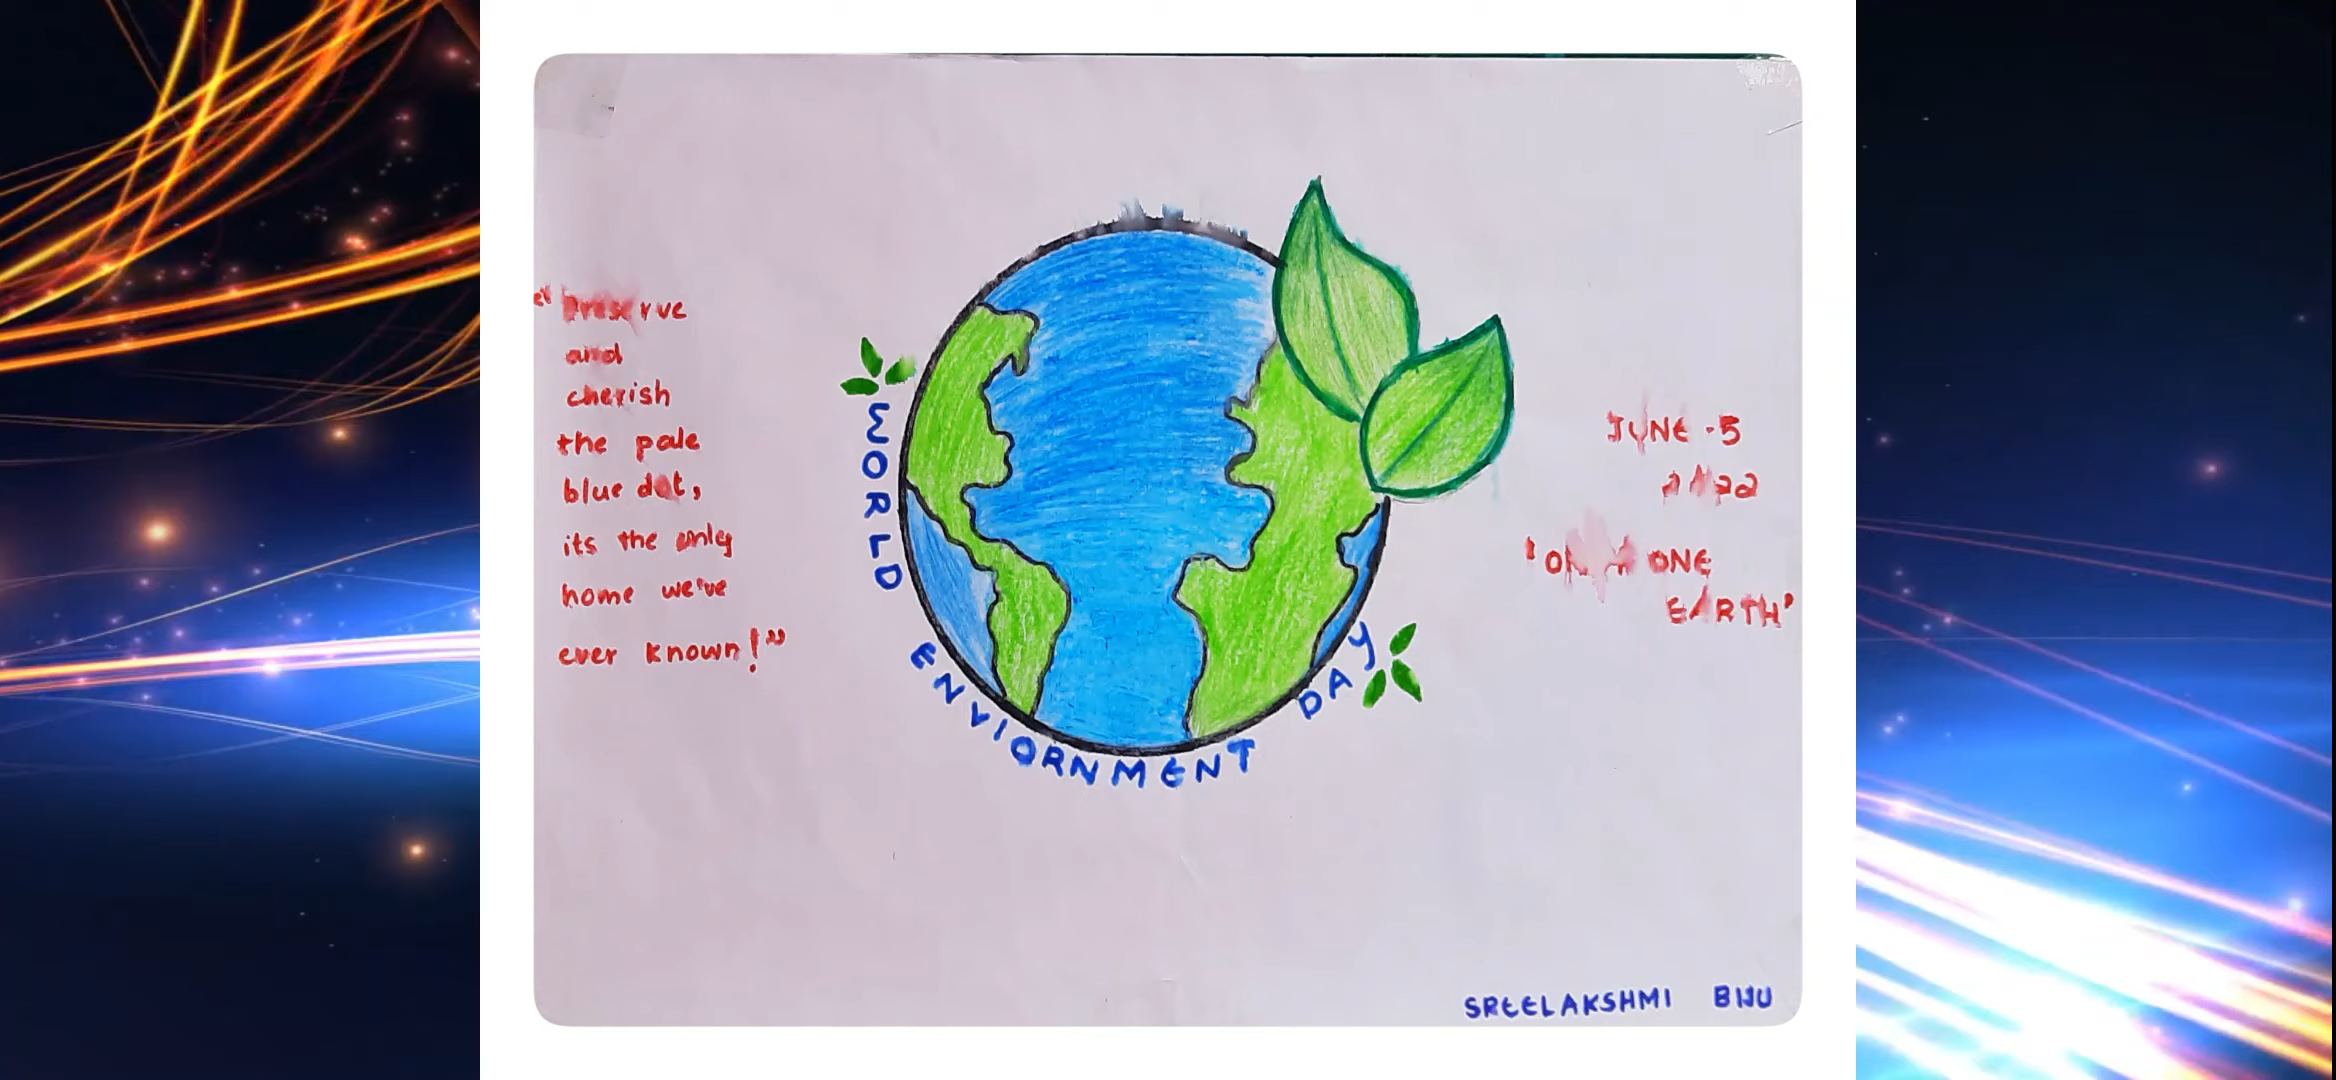 "Preserve
and
cherish
the pale
blue dot,
its the only
home we've
ever known!"
WORLD ENVIORNMENT DAY
JUNE -5
2022
'ONLY ONE
EARTH'
SREELAKSHMI BIJU